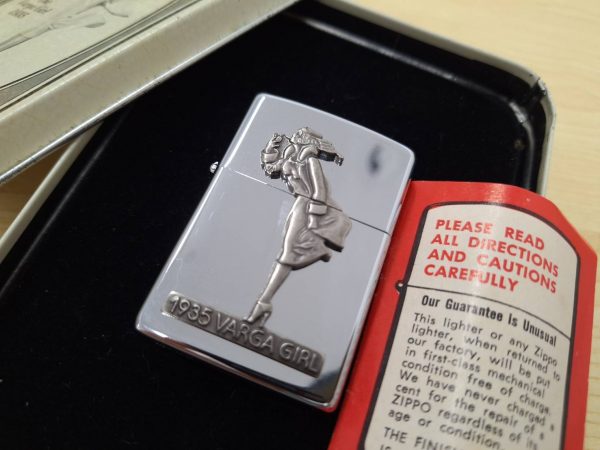 1935 VARGA GIRL
PLEASE READ
ALL DIRECTIONS
AND CAUTIONS
CAREFULLY
Our Guarantee is Unusual
This lighter or any Zippo
lighter, when returned to
our factory, will be put
in first-class mechanical
condition free of charge.
We have never charged a
cent for the repair of a
ZIPPO regardless of its
age or condition.
THE FINISH